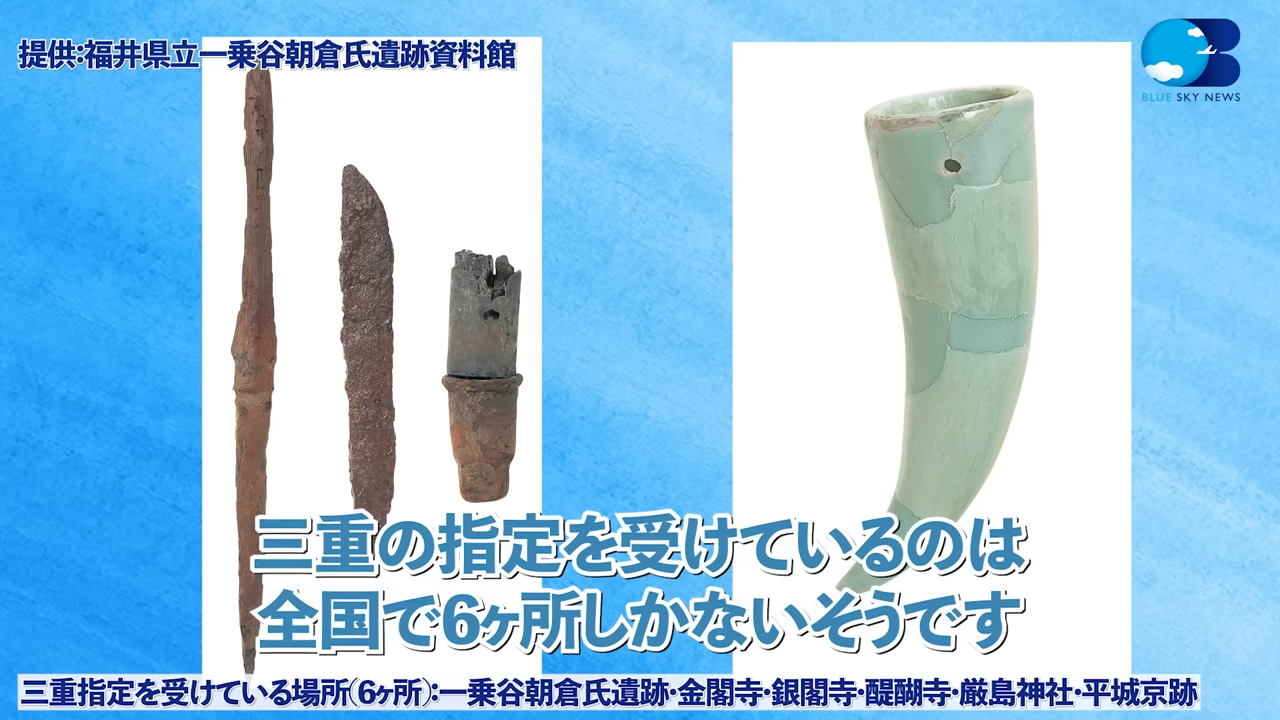 提供:福井県立一乗谷朝倉氏遺跡資料館
BLUE SKY NEWS
三重の指定を受けているのは
全国で6ヶ所しかないそうです
三重指定を受けている場所(6ヶ所):一乗谷朝倉氏遺跡・金閣寺・銀閣寺・醍醐寺・厳島神社・平城京跡